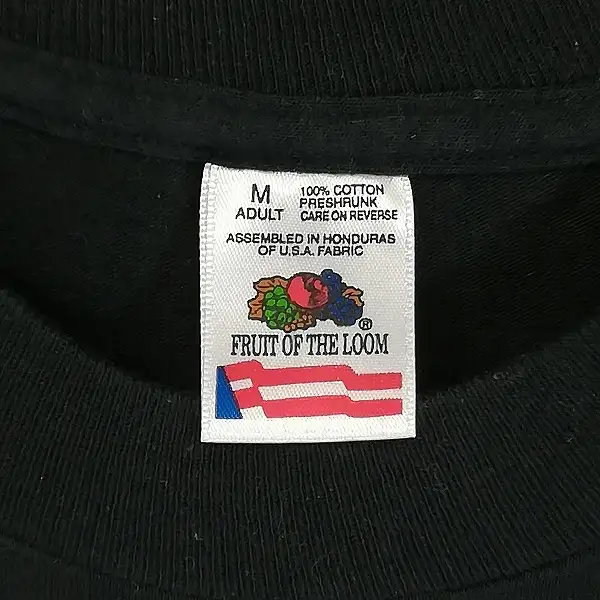 M
ADULT
100% COTTON
PRESHRUNK
CARE ON REVERSE
ASSEMBLED IN HONDURAS
OF U.S.A. FABRIC
®
FRUIT OF THE LOOM